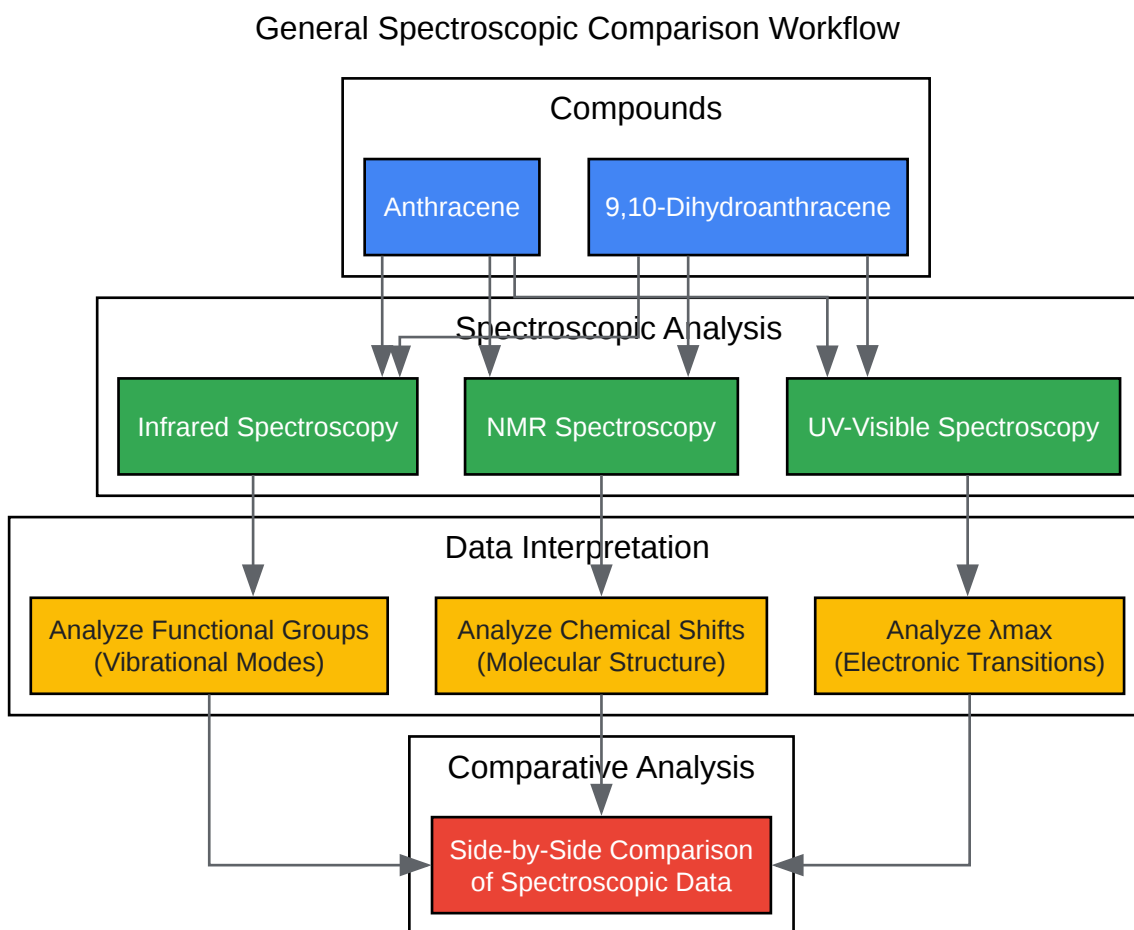 General Spectroscopic Comparison Workflow
Compounds
Anthracene
9,10-Dihydroanthracene
Spectroscopic Analysis
Infrared Spectroscopy
NMR Spectroscopy
UV-Visible Spectroscopy
Data Interpretation
Analyze Functional Groups
(Vibrational Modes)
Analyze Chemical Shifts
(Molecular Structure)
Analyze λmax
(Electronic Transitions)
Comparative Analysis
Side-by-Side Comparison
of Spectroscopic Data